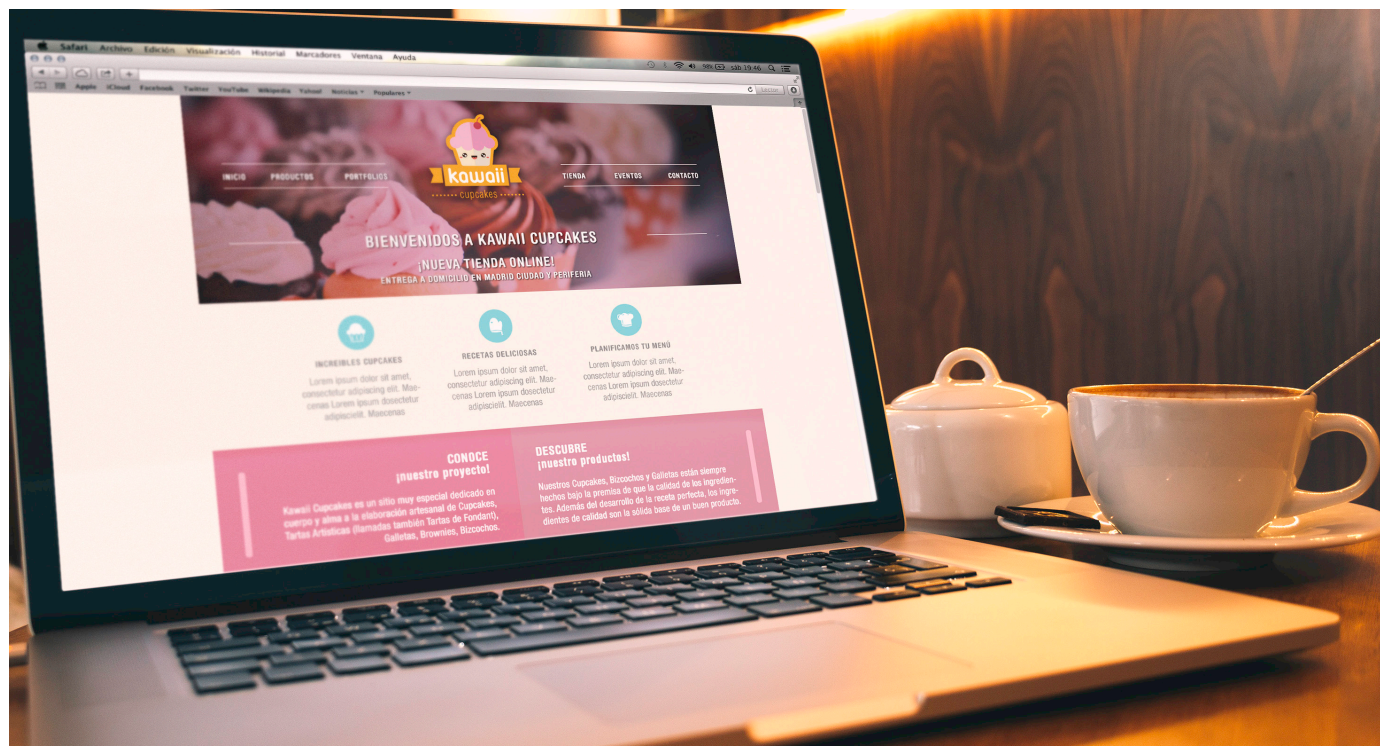 Safari Archivo Edición Visualización Historial Marcadores Ventana Ayuda
98% sáb 19:46
Apple iCloud Facebook Twitter YouTube Wikipedia Yahoo! Noticias Populares
INICIO PRODUCTOS PORTFOLIOS
kawaii
cupcakes
TIENDA EVENTOS CONTACTO
BIENVENIDOS A KAWAII CUPCAKES
¡NUEVA TIENDA ONLINE!
ENTREGA A DOMICILIO EN MADRID CIUDAD Y PERIFERIA
INCREIBLES CUPCAKES
Lorem ipsum dolor sit amet,
consectetur adipiscing elit. Mae-
cenas Lorem ipsum dosectetur
adipiscielit. Maecenas
RECETAS DELICIOSAS
Lorem ipsum dolor sit amet,
consectetur adipiscing elit. Mae-
cenas Lorem ipsum dosectetur
adipiscielit. Maecenas
PLANIFICAMOS TU MENÚ
Lorem ipsum dolor sit amet,
consectetur adipiscing elit. Mae-
cenas Lorem ipsum dosectetur
adipiscielit. Maecenas
CONOCE
¡nuestro proyecto!
Kawaii Cupcakes es un sitio muy especial dedicado en
cuerpo y alma a la elaboración artesanal de Cupcakes,
Tartas Artísticas (llamadas también Tartas de Fondant),
Galletas, Brownies, Bizcochos.
DESCUBRE
¡nuestro productos!
Nuestros Cupcakes, Bizcochos y Galletas están siempre
hechos bajo la premisa de que la calidad de los ingredien-
tes. Además del desarrollo de la receta perfecta, los ingre-
dientes de calidad son la sólida base de un buen producto.